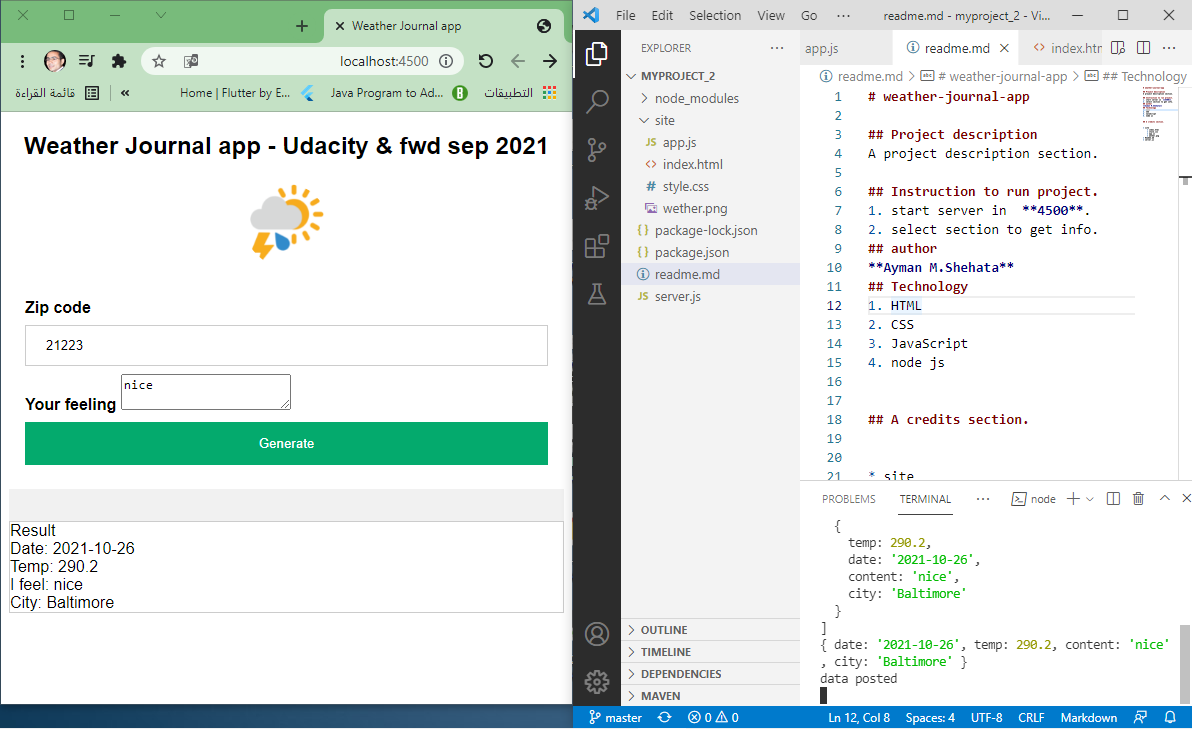 Weather Journal app
localhost:4500
قائمة القراءة
Home | Flutter by E...
Java Program to Ad...
التطبيقات
Weather Journal app - Udacity & fwd sep 2021
Zip code
21223
Your feeling
nice
Generate
Result
Date: 2021-10-26
Temp: 290.2
I feel: nice
City: Baltimore
File Edit Selection View Go ··· readme.md - myproject_2 - Vi...
EXPLORER
MYPROJECT_2
node_modules
site
JS app.js
<> index.html
# style.css
wether.png
{} package-lock.json
{} package.json
readme.md
JS server.js
OUTLINE
TIMELINE
DEPENDENCIES
MAVEN
app.js readme.md <> index.htm
readme.md > # weather-journal-app > ## Technology
1 # weather-journal-app
2
3 ## Project description
4 A project description section.
5
6 ## Instruction to run project.
7 1. start server in  **4500**.
8 2. select section to get info.
9 ## author
10 **Ayman M.Shehata**
11 ## Technology
12 1. HTML
13 2. CSS
14 3. JavaScript
15 4. node js
16
17
18 ## A credits section.
19
20
21 * site
PROBLEMS TERMINAL ··· node
{
temp: 290.2,
date: '2021-10-26',
content: 'nice',
city: 'Baltimore'
}
]
{ date: '2021-10-26', temp: 290.2, content: 'nice'
, city: 'Baltimore' }
data posted
master 0 0 Ln 12, Col 8 Spaces: 4 UTF-8 CRLF Markdown